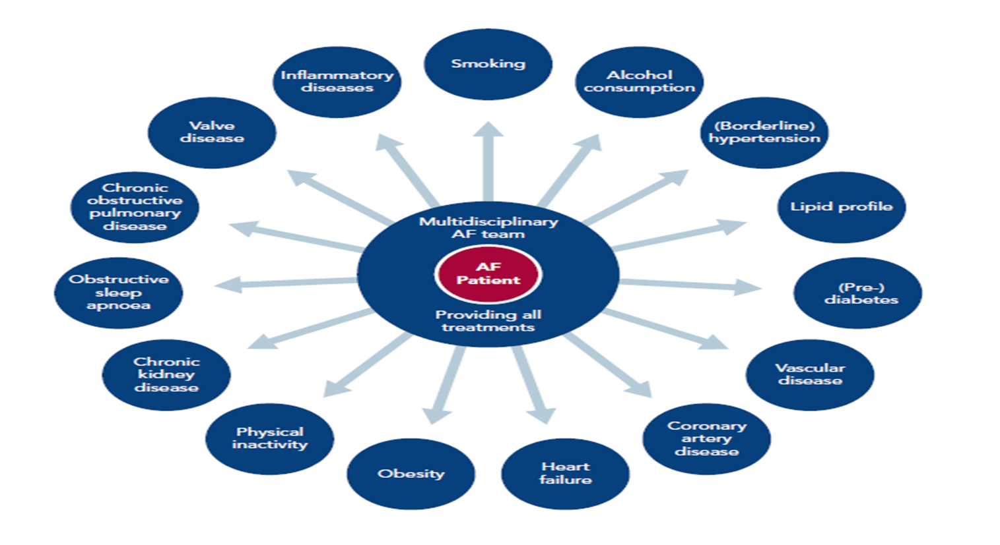 Smoking
Alcohol
consumption
(Borderline)
hypertension
Lipid profile
(Pre-)
diabetes
Vascular
disease
Coronary
artery
disease
Heart
failure
Obesity
Physical
inactivity
Chronic
kidney
disease
Obstructive
sleep
apnoea
Chronic
obstructive
pulmonary
disease
Valve
disease
Inflammatory
diseases
Multidisciplinary
AF team
AF
Patient
Providing all
treatments